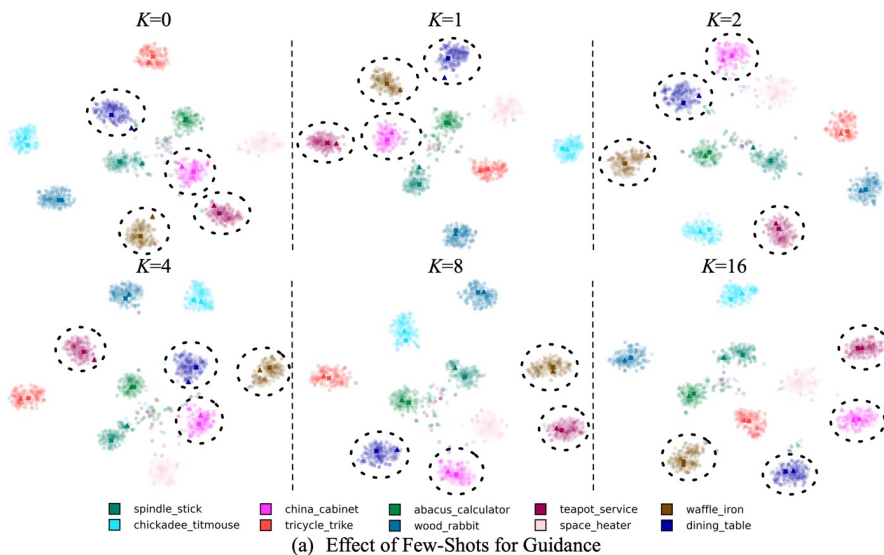 K=0
K=1
K=2
K=4
K=8
K=16
spindle_stick china_cabinet abacus_calculator teapot_service waffle_iron
chickadee_titmouse tricycle_trike wood_rabbit space_heater dining_table
(a) Effect of Few-Shots for Guidance